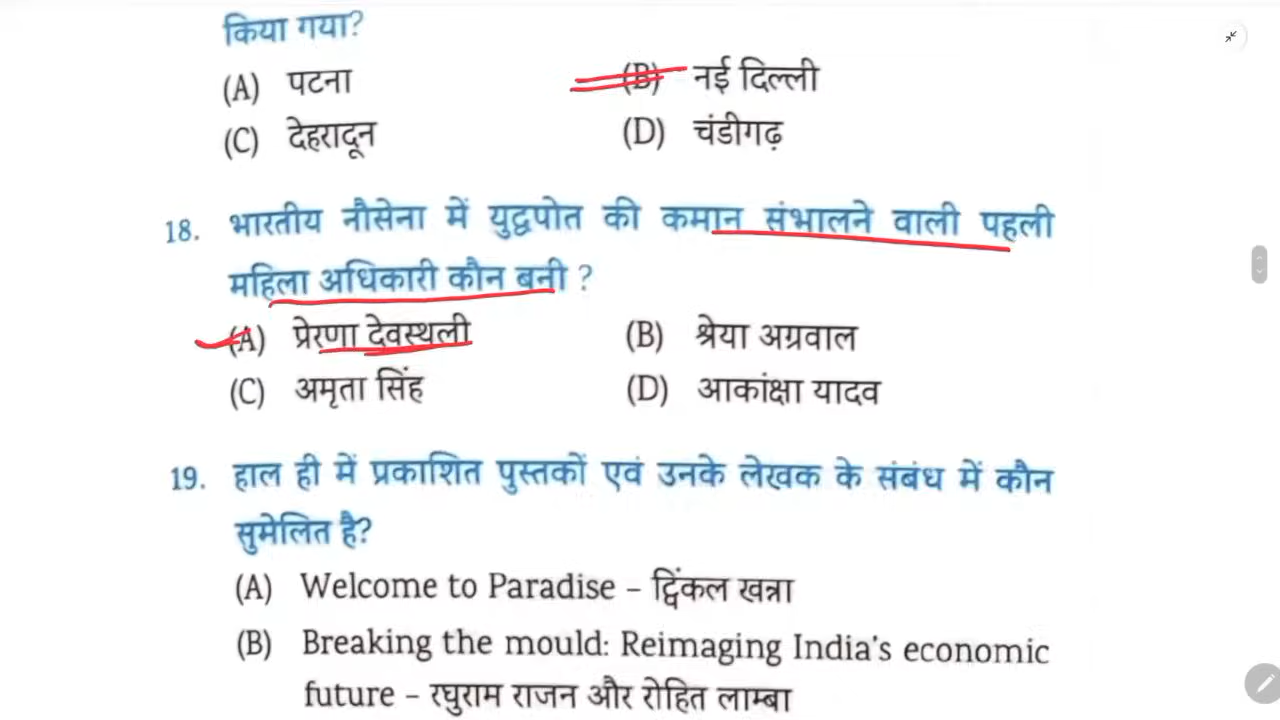 किया गया?
(A) पटना (B) नई दिल्ली
(C) देहरादून (D) चंडीगढ़
18. भारतीय नौसेना में युद्धपोत की कमान संभालने वाली पहली
महिला अधिकारी कौन बनी ?
(A) प्रेरणा देवस्थली (B) श्रेया अग्रवाल
(C) अमृता सिंह (D) आकांक्षा यादव
19. हाल ही में प्रकाशित पुस्तकों एवं उनके लेखक के संबंध में कौन
सुमेलित है?
(A) Welcome to Paradise – ट्विंकल खन्ना
(B) Breaking the mould: Reimaging India's economic
future – रघुराम राजन और रोहित लाम्बा